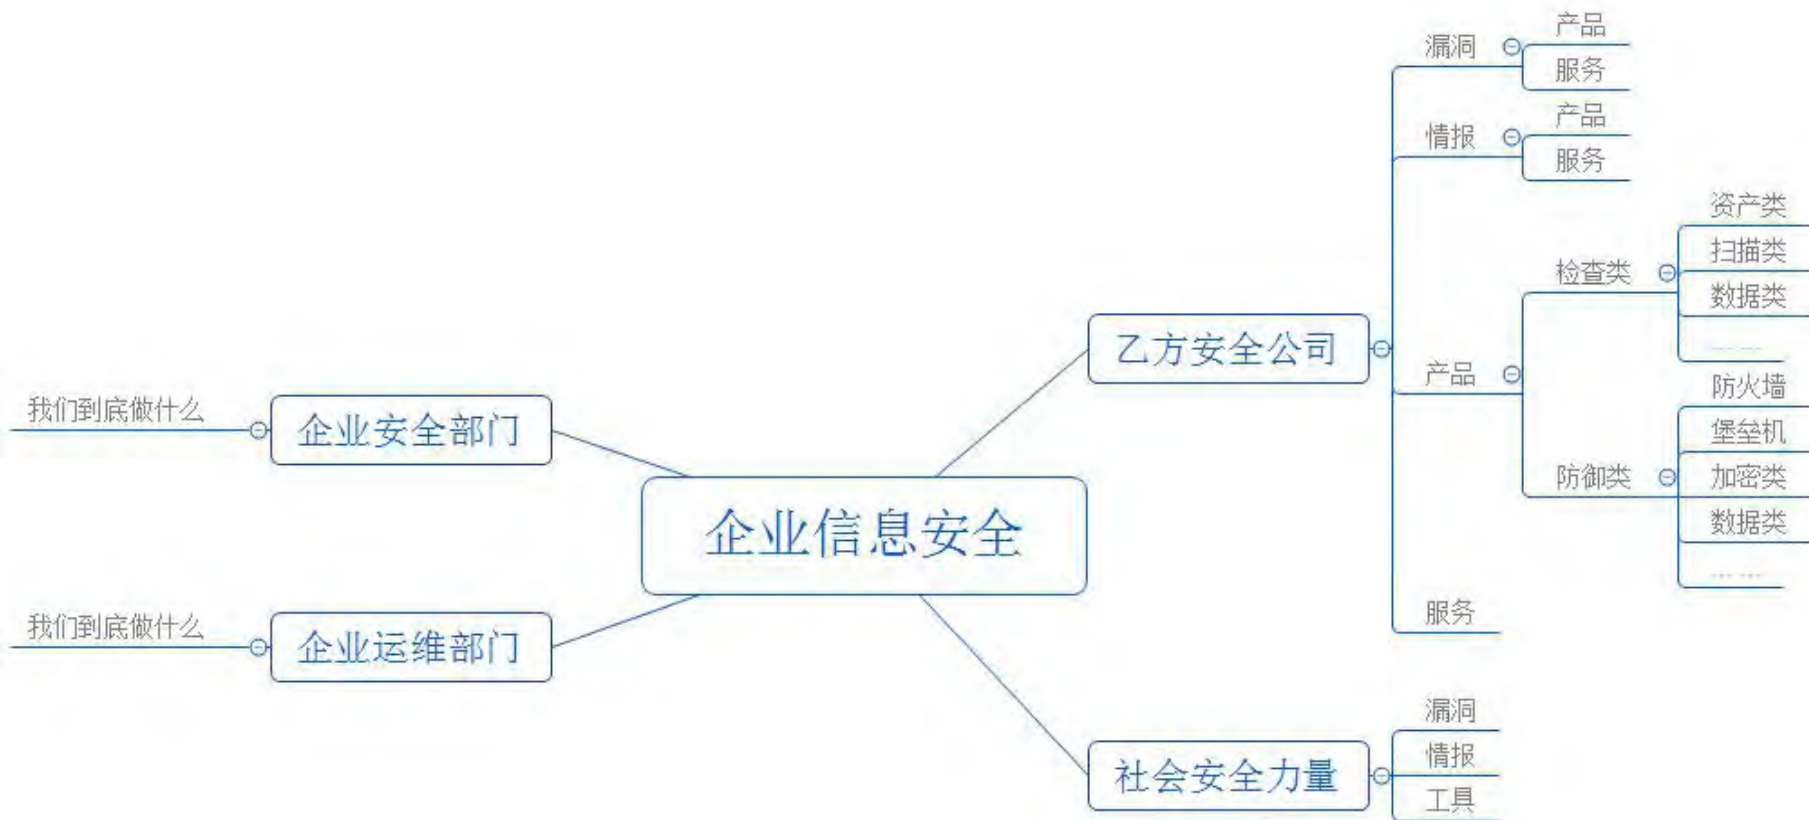 企业信息安全
乙方安全公司
漏洞
产品
服务
情报
产品
服务
产品
检查类
资产类
扫描类
数据类
... ...
防御类
防火墙
堡垒机
加密类
数据类
... ...
服务
社会安全力量
漏洞
情报
工具
企业安全部门
我们到底做什么
企业运维部门
我们到底做什么